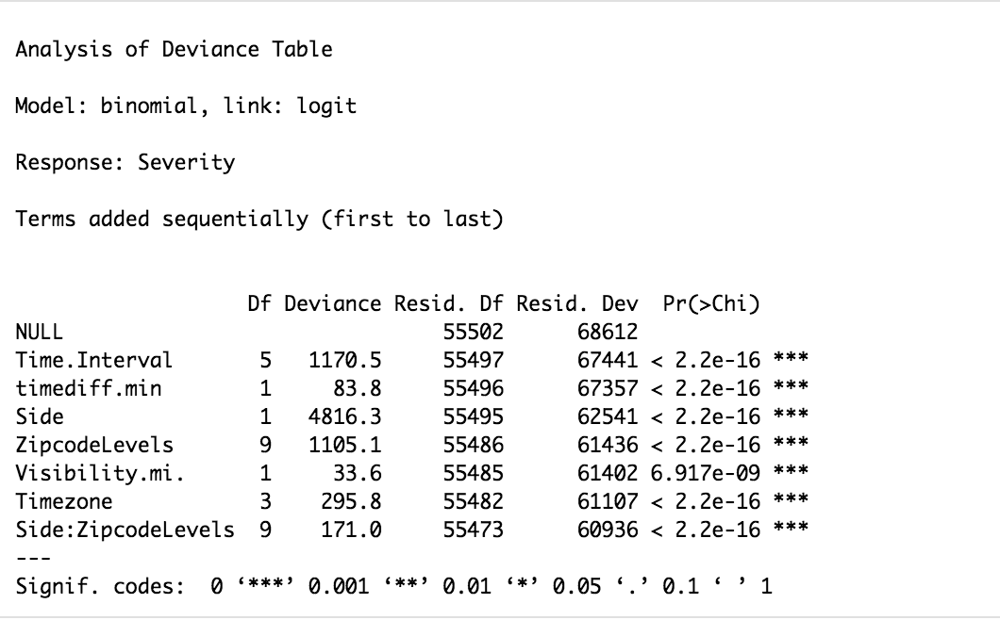 Analysis of Deviance Table
Model: binomial, link: logit
Response: Severity
Terms added sequentially (first to last)
Df Deviance Resid. Df Resid. Dev Pr(>Chi)
NULL 55502 68612
Time.Interval 5 1170.5 55497 67441 < 2.2e-16 ***
timediff.min 1 83.8 55496 67357 < 2.2e-16 ***
Side 1 4816.3 55495 62541 < 2.2e-16 ***
ZipcodeLevels 9 1105.1 55486 61436 < 2.2e-16 ***
Visibility.mi. 1 33.6 55485 61402 6.917e-09 ***
Timezone 3 295.8 55482 61107 < 2.2e-16 ***
Side:ZipcodeLevels 9 171.0 55473 60936 < 2.2e-16 ***
---
Signif. codes: 0 ‘***’ 0.001 ‘**’ 0.01 ‘*’ 0.05 ‘.’ 0.1 ‘ ’ 1